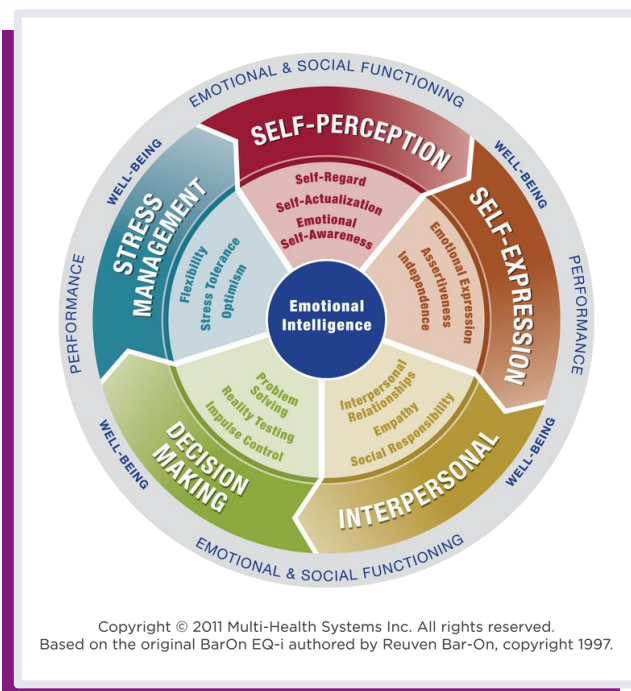 EMOTIONAL & SOCIAL FUNCTIONING
WELL-BEING
WELL-BEING
PERFORMANCE
PERFORMANCE
WELL-BEING
WELL-BEING
EMOTIONAL & SOCIAL FUNCTIONING
SELF-PERCEPTION
Self-Regard
Self-Actualization
Emotional
Self-Awareness
SELF-EXPRESSION
Emotional Expression
Assertiveness
Independence
INTERPERSONAL
Interpersonal
Relationships
Empathy
Social Responsibility
DECISION
MAKING
Problem
Solving
Reality Testing
Impulse Control
STRESS
MANAGEMENT
Flexibility
Stress Tolerance
Optimism
Emotional
Intelligence
Copyright © 2011 Multi-Health Systems Inc. All rights reserved.
Based on the original BarOn EQ-i authored by Reuven Bar-On, copyright 1997.